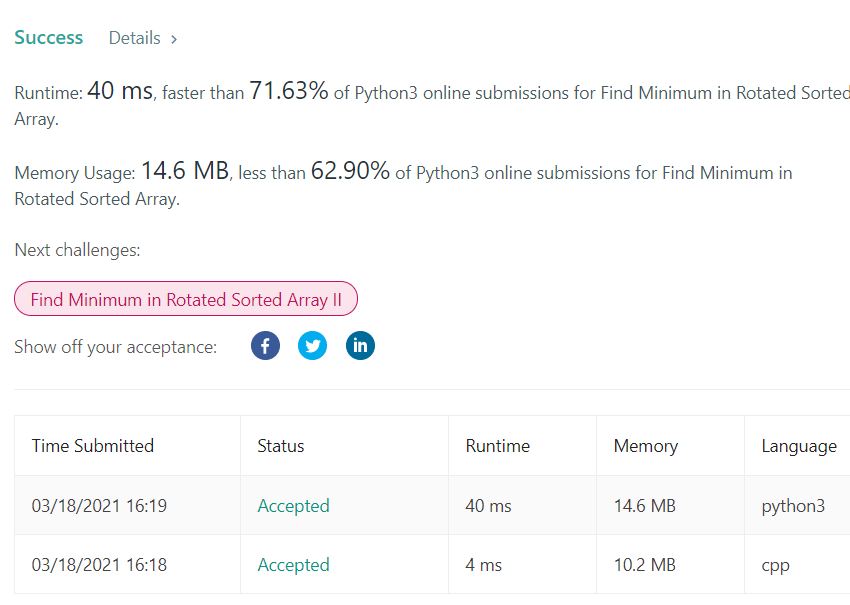 Success Details >
Runtime: 40 ms, faster than 71.63% of Python3 online submissions for Find Minimum in Rotated Sorted
Array.
Memory Usage: 14.6 MB, less than 62.90% of Python3 online submissions for Find Minimum in
Rotated Sorted Array.
Next challenges:
Find Minimum in Rotated Sorted Array II
Show off your acceptance: f in
Time Submitted Status Runtime Memory Language
03/18/2021 16:19 Accepted 40 ms 14.6 MB python3
03/18/2021 16:18 Accepted 4 ms 10.2 MB cpp